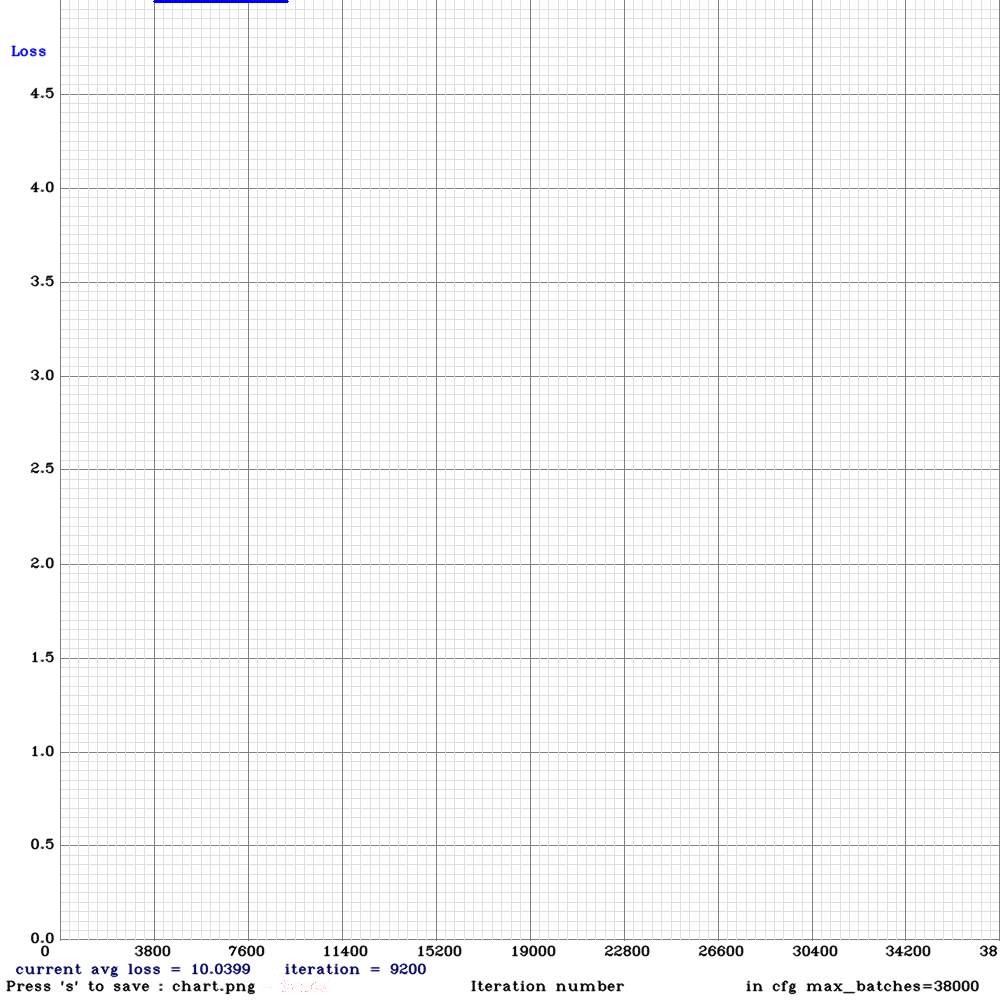 Loss
4.5
4.0
3.5
3.0
2.5
2.0
1.5
1.0
0.5
0.0
0 3800 7600 11400 15200 19000 22800 26600 30400 34200 38
current avg loss = 10.0399 iteration = 9200
Press 's' to save : chart.png Iteration number in cfg max_batches=38000